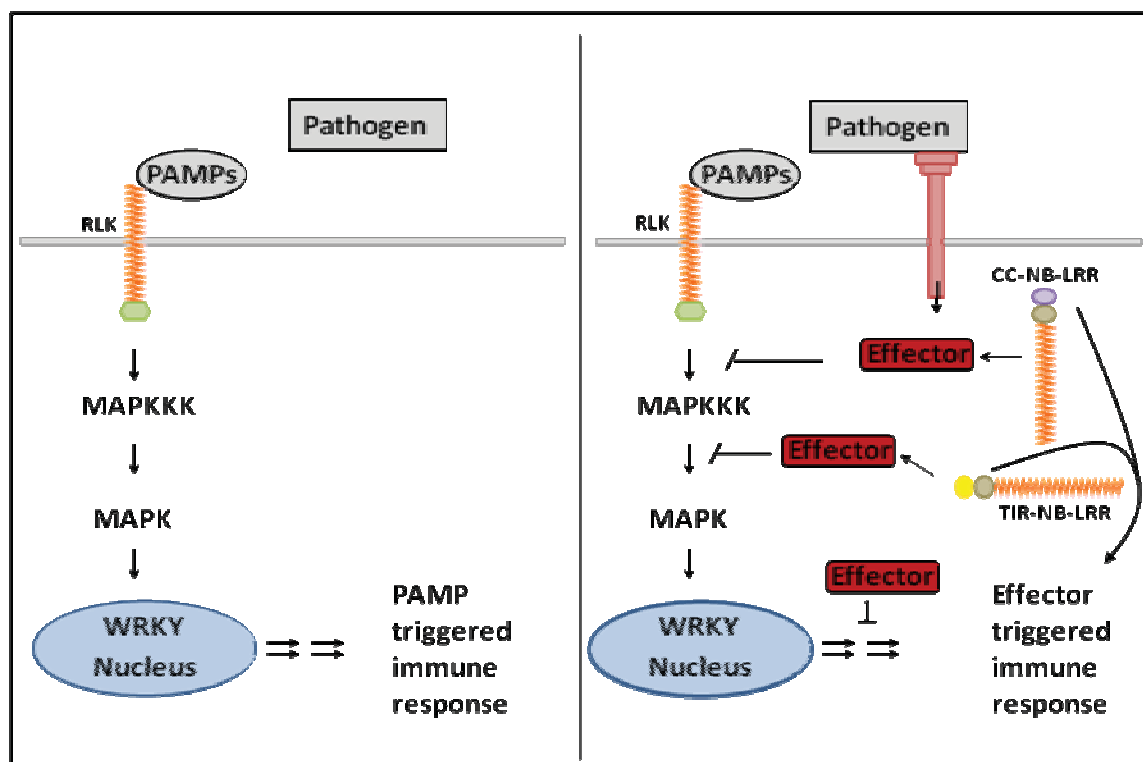 Pathogen
PAMPs
RLK
MAPKKK
MAPK
WRKY
Nucleus
PAMP
triggered
immune
response
Pathogen
PAMPs
RLK
CC-NB-LRR
Effector
MAPKKK
Effector
TIR-NB-LRR
MAPK
Effector
WRKY
Nucleus
Effector
triggered
immune
response